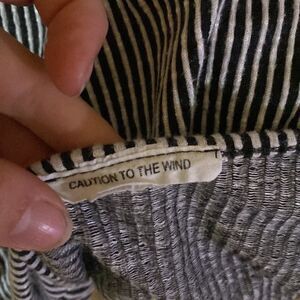 CAUTION TO THE WIND